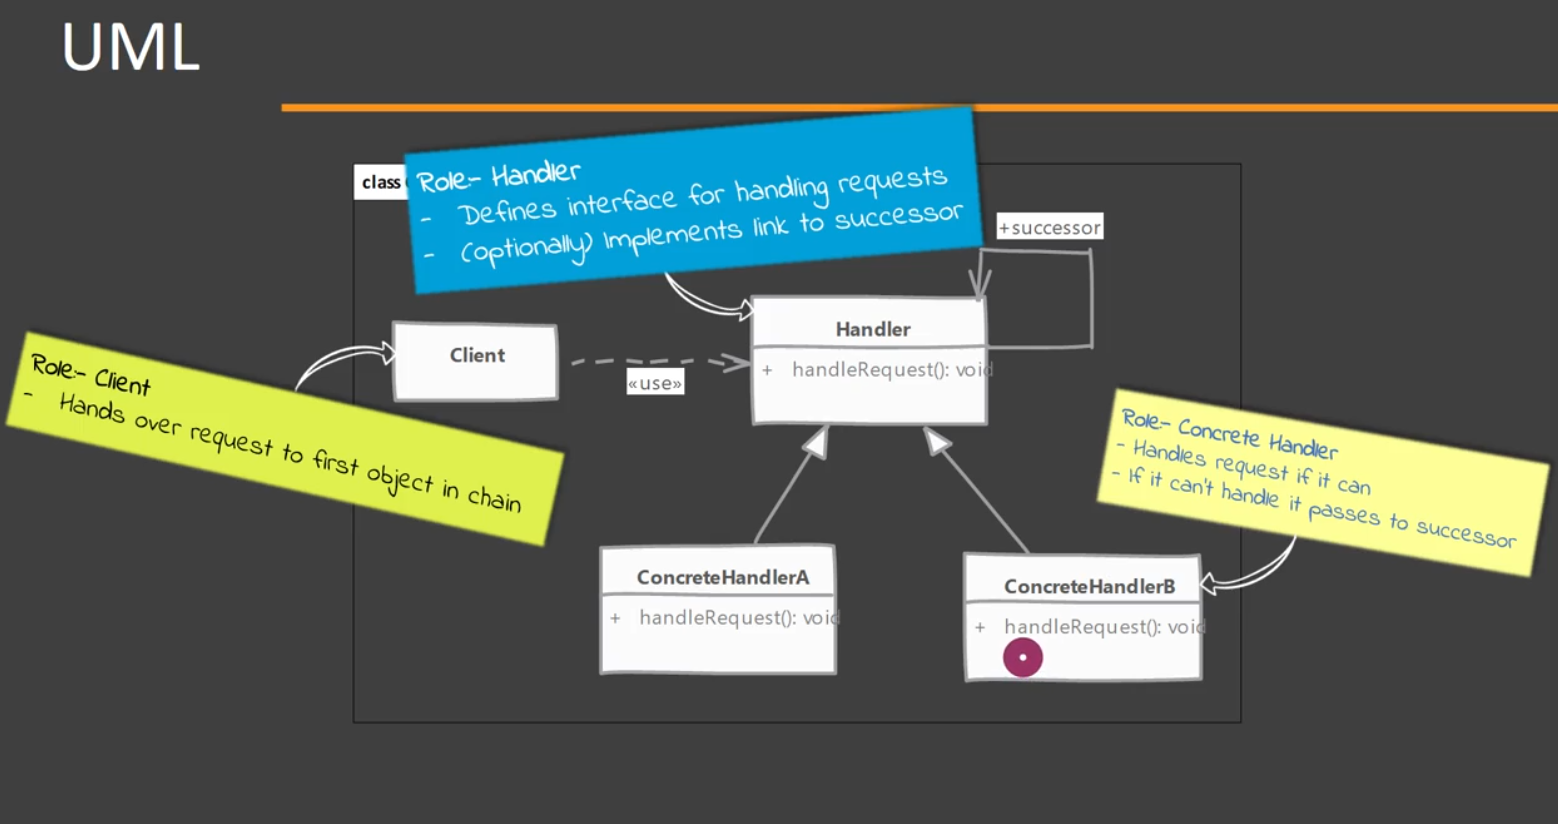 UML
class
Role:- Handler
- Defines interface for handling requests
- (optionally) Implements link to successor
+successor
Handler
+ handleRequest(): void
Client
«use»
Role:- Client
- Hands over request to first object in chain
Role:- Concrete Handler
- Handles request if it can
- If it can't handle it passes to successor
ConcreteHandlerA
+ handleRequest(): void
ConcreteHandlerB
+ handleRequest(): void